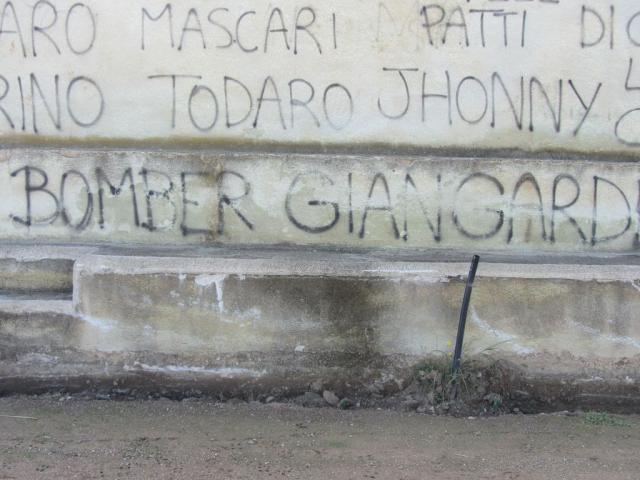 ARO MASCARI PATTI DI
RINO TODARO JHONNY
BOMBER GIANGARDI